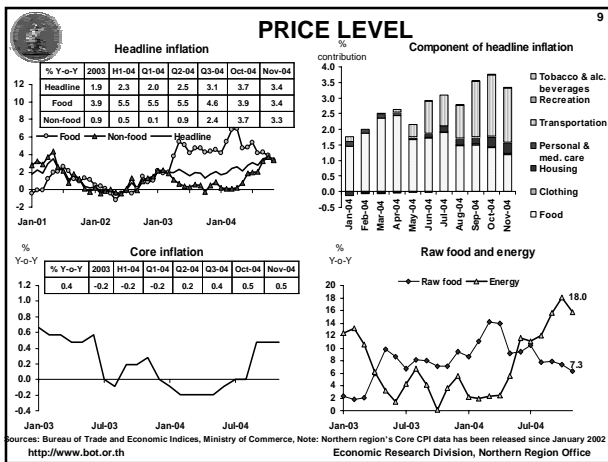 9
PRICE LEVEL
Headline inflation
% Y-o-Y 2003 H1-04 Q1-04 Q2-04 Q3-04 Oct-04 Nov-04
Headline 1.9 2.3 2.0 2.5 3.1 3.7 3.4
Food 3.9 5.5 5.5 5.5 4.6 3.9 3.4
Non-food 0.9 0.5 0.1 0.9 2.4 3.7 3.3
12
10
8
6
4
2
0
-2
Food Non-food Headline
Jan-01 Jan-02 Jan-03 Jan-04
%
contribution
Component of headline inflation
4.0
3.5
3.0
2.5
2.0
1.5
1.0
0.5
0.0
-0.5
Jan-04 Feb-04 Mar-04 Apr-04 May-04 Jun-04 Jul-04 Aug-04 Sep-04 Oct-04 Nov-04
Tobacco & alc.
beverages
Recreation
Transportation
Personal &
med. care
Housing
Clothing
Food
%
Y-o-Y
Core inflation
% Y-o-Y 2003 H1-04 Q1-04 Q2-04 Q3-04 Oct-04 Nov-04
0.4 -0.2 -0.2 -0.2 0.2 0.4 0.5 0.5
1.2
1.0
0.8
0.6
0.4
0.2
0.0
-0.2
-0.4
Jan-03 Jul-03 Jan-04 Jul-04
%
Y-o-Y
Raw food and energy
Raw food Energy
20
18
16
14
12
10
8
6
4
2
0
18.0
7.3
Jan-03 Jul-03 Jan-04 Jul-04
Sources: Bureau of Trade and Economic Indices, Ministry of Commerce, Note: Northern region's Core CPI data has been released since January 2002
http://www.bot.or.th
Economic Research Division, Northern Region Office